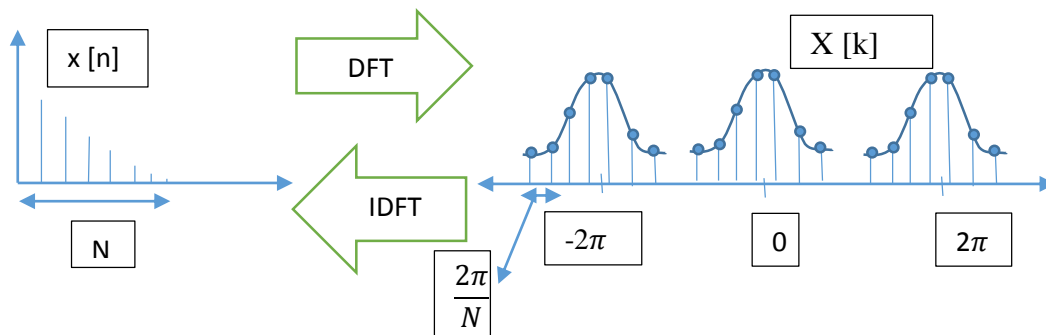 x [n]
DFT
X [k]
IDFT
N
-2π
0
2π
2π
N